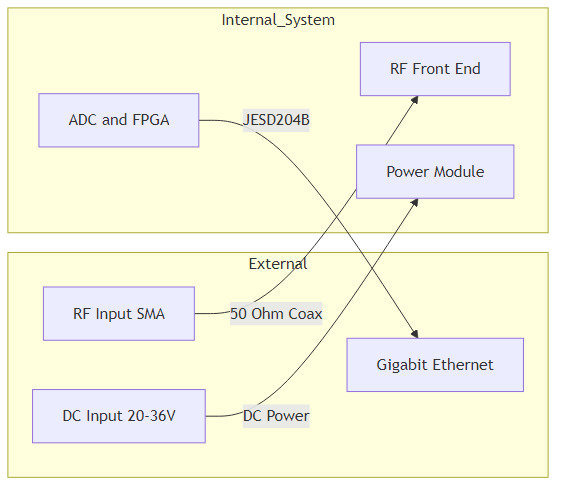 Internal_System
RF Front End
ADC and FPGA
JESD204B
Power Module
External
RF Input SMA
50 Ohm Coax
Gigabit Ethernet
DC Input 20-36V
DC Power